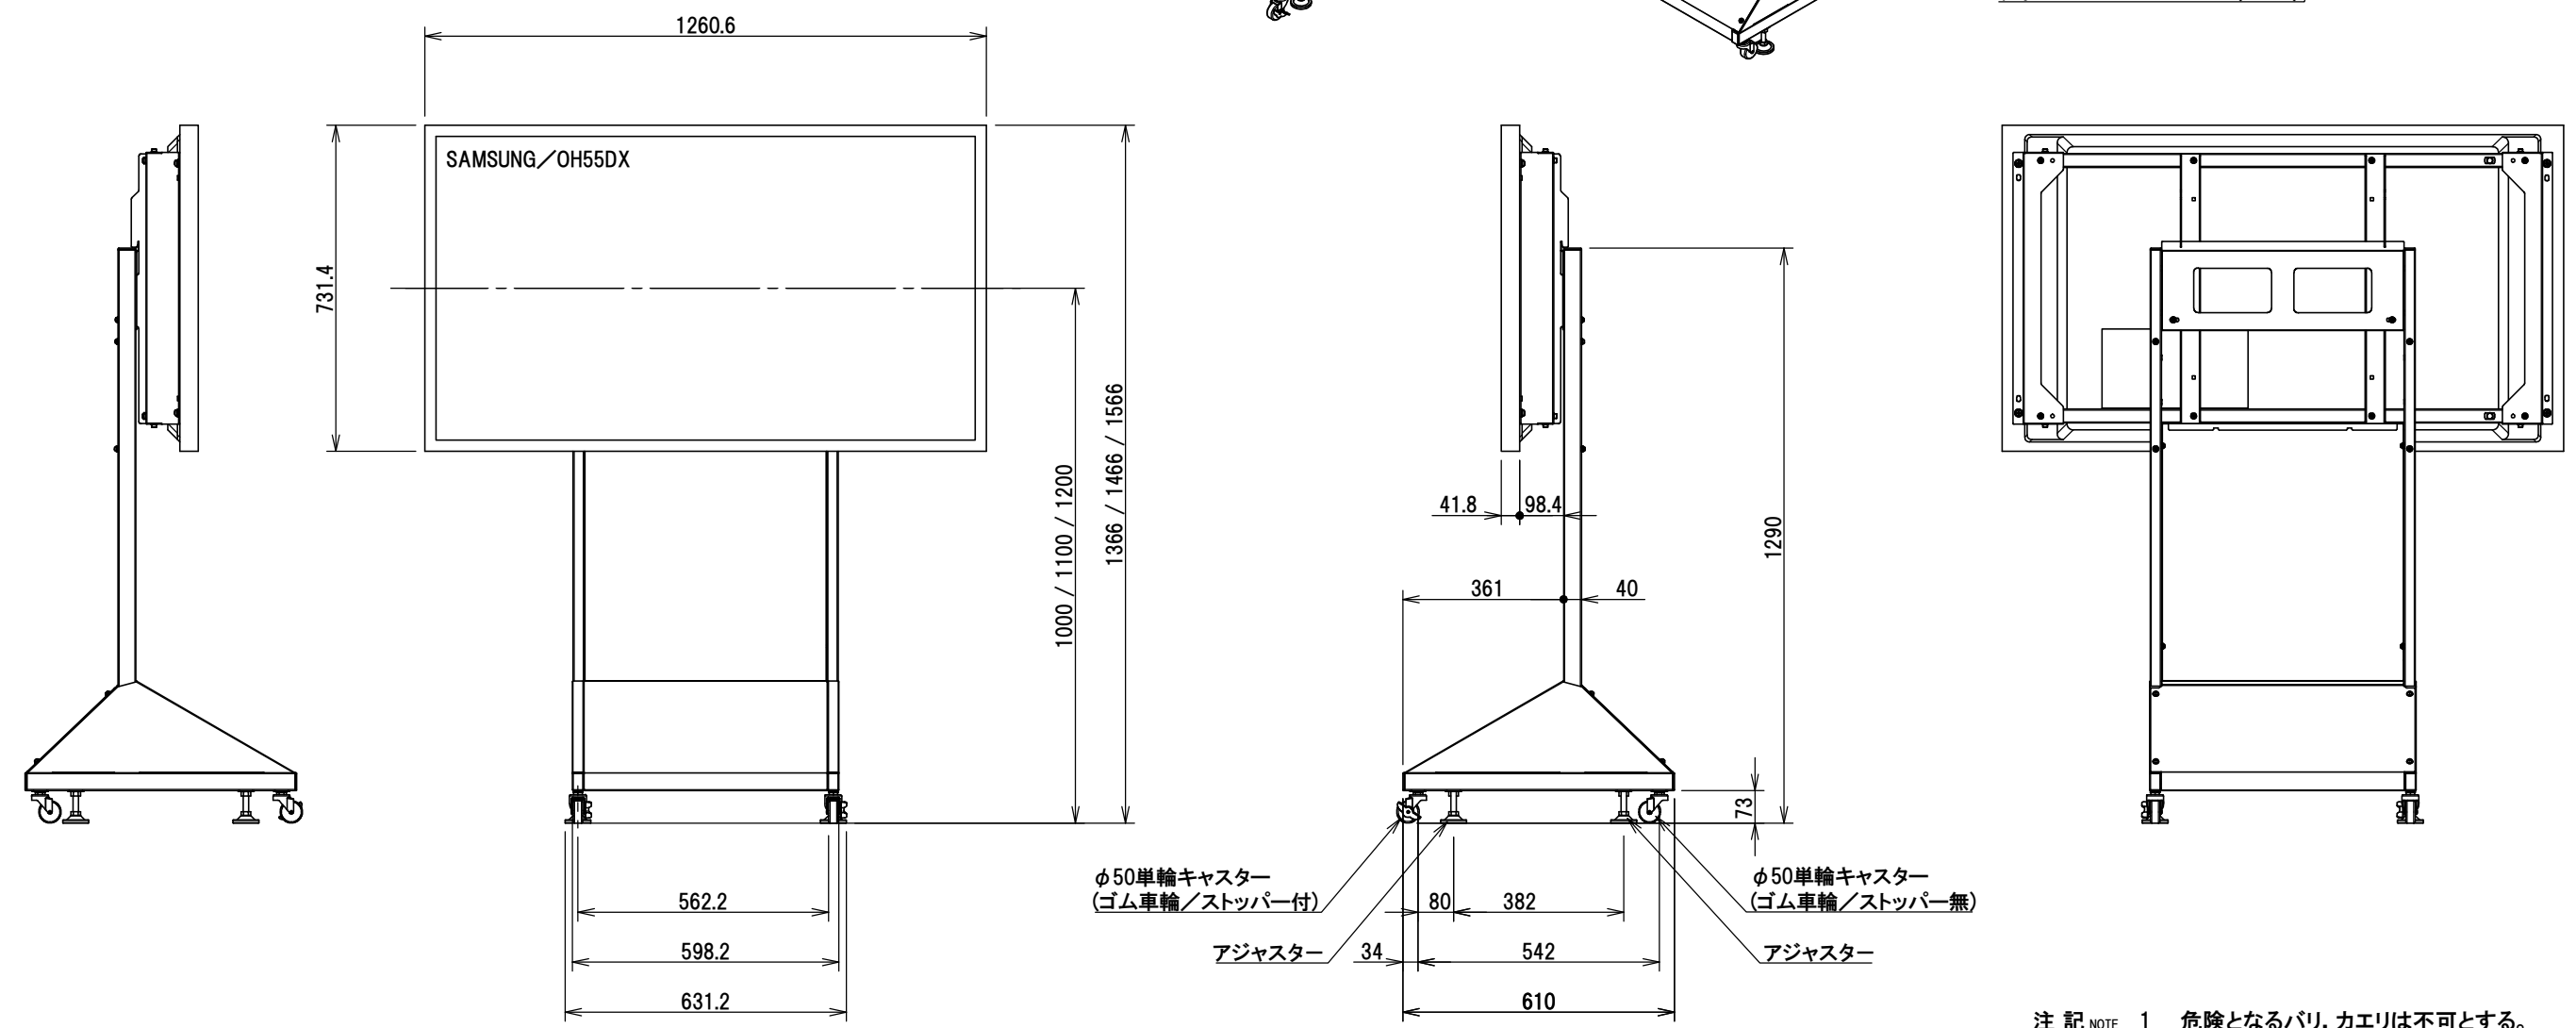 1260.6
SAMSUNG／OH55DX
731.4
1000 / 1100 / 1200
1366 / 1466 / 1566
562.2
598.2
631.2
41.8
98.4
1290
361
40
73
φ50単輪キャスター
(ゴム車輪／ストッパー付)
アジャスター
80
382
34
542
610
φ50単輪キャスター
(ゴム車輪／ストッパー無)
アジャスター
注 記 NOTE 1 危険となるバリ，カエリは不可とする。